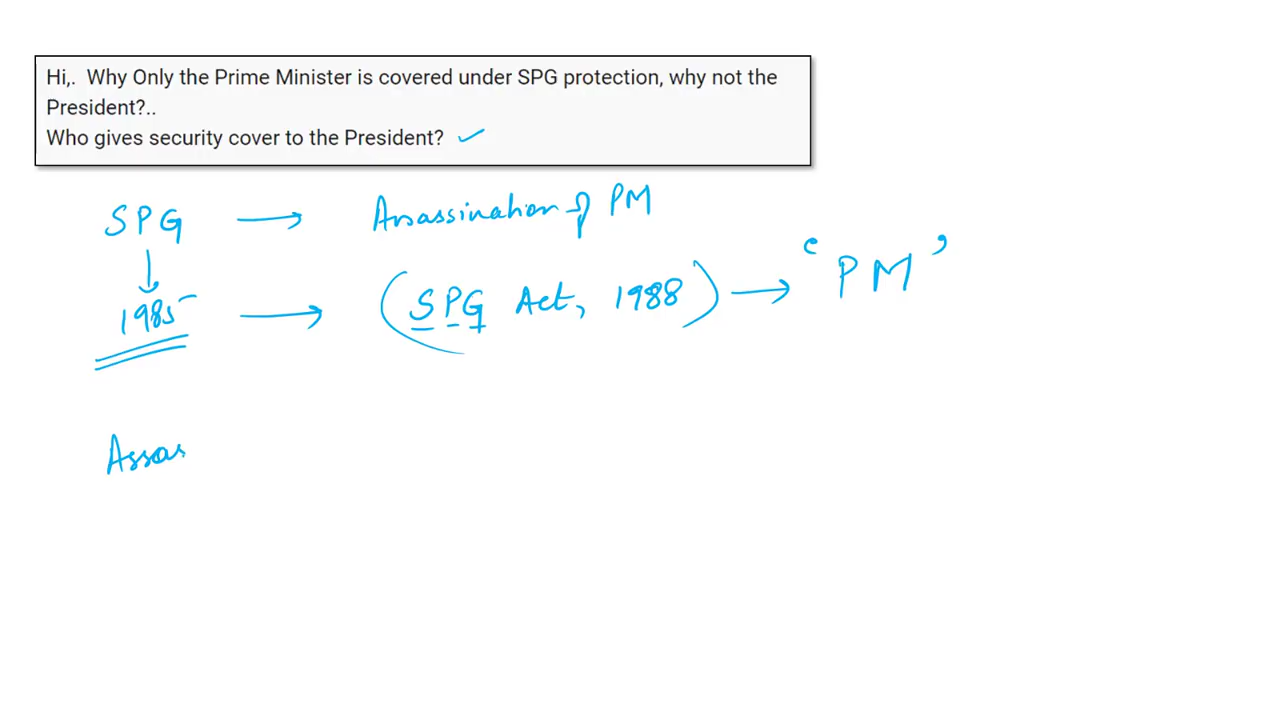 Hi,. Why Only the Prime Minister is covered under SPG protection, why not the
President?..
Who gives security cover to the President?
SPG → Assassination of PM
1985 → (SPG Act, 1988) → 'PM'
Assas